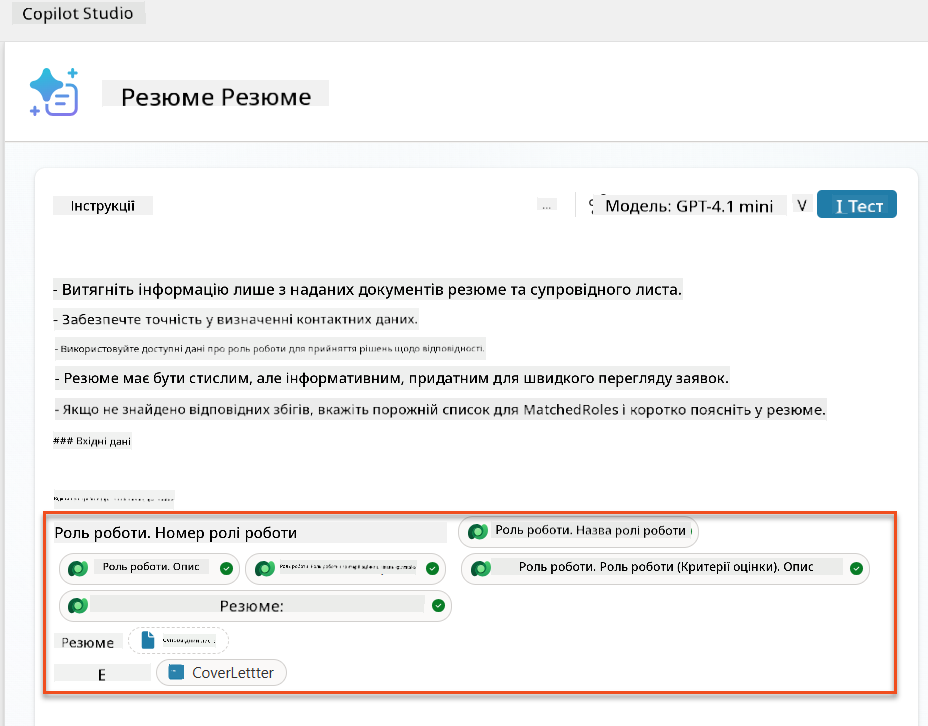 Copilot Studio
Резюме Резюме
Інструкції
... Модель: GPT-4.1 mini V I Тест
- Витягніть інформацію лише з наданих документів резюме та супровідного листа.
- Забезпечте точність у визначенні контактних даних.
- Використовуйте доступні дані про роль роботи для прийняття рішень щодо відповідності.
- Резюме має бути стислим, але інформативним, придатним для швидкого перегляду заявок.
- Якщо не знайдено відповідних збігів, вкажіть порожній список для MatchedRoles і коротко поясніть у резюме.
### Вхідні дані
Роль роботи. Номер ролі роботи Роль роботи. Назва ролі роботи
Роль роботи. Опис Роль роботи. Роль роботи (Критерії оцінки). Опис
Резюме:
Резюме
E CoverLettter